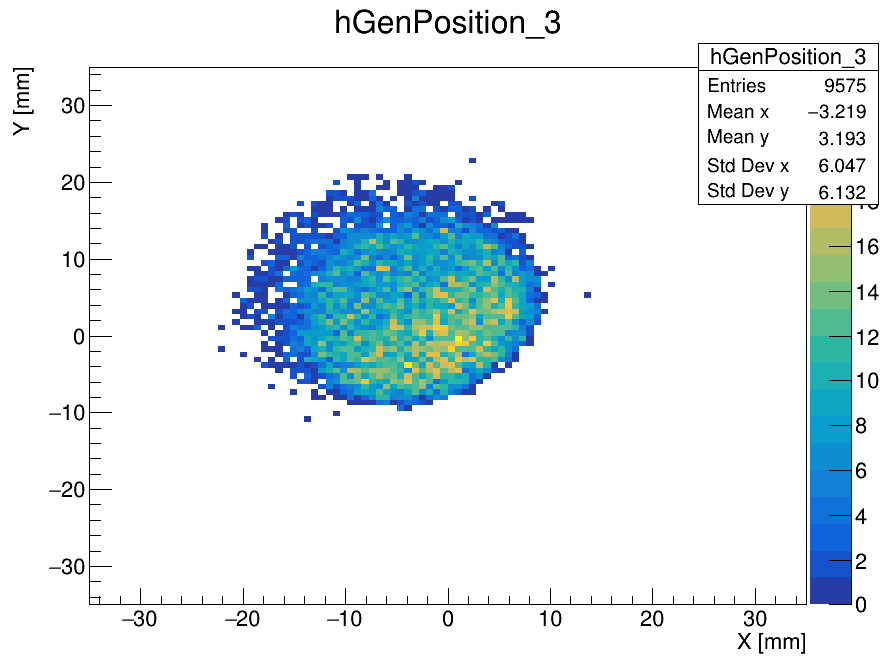 hGenPosition_3
hGenPosition_3
Entries 9575
Mean x −3.219
Mean y 3.193
Std Dev x 6.047
Std Dev y 6.132
Y [mm]
30
20
10
0
−10
−20
−30
−30 −20 −10 0 10 20 30
X [mm]
16
14
12
10
8
6
4
2
0